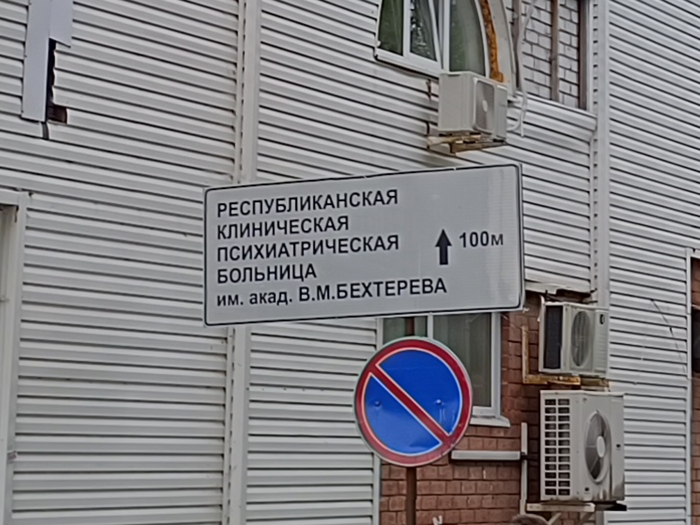 РЕСПУБЛИКАНСКАЯ
КЛИНИЧЕСКАЯ
ПСИХИАТРИЧЕСКАЯ
БОЛЬНИЦА
им. акад. В.М.БЕХТЕРЕВА
100м